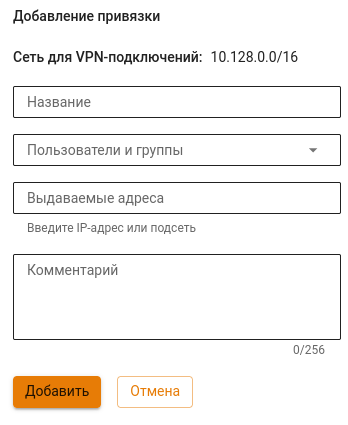 Добавление привязки
Сеть для VPN-подключений: 10.128.0.0/16
Название
Пользователи и группы
Выдаваемые адреса
Введите IP-адрес или подсеть
Комментарий
0/256
Добавить Отмена